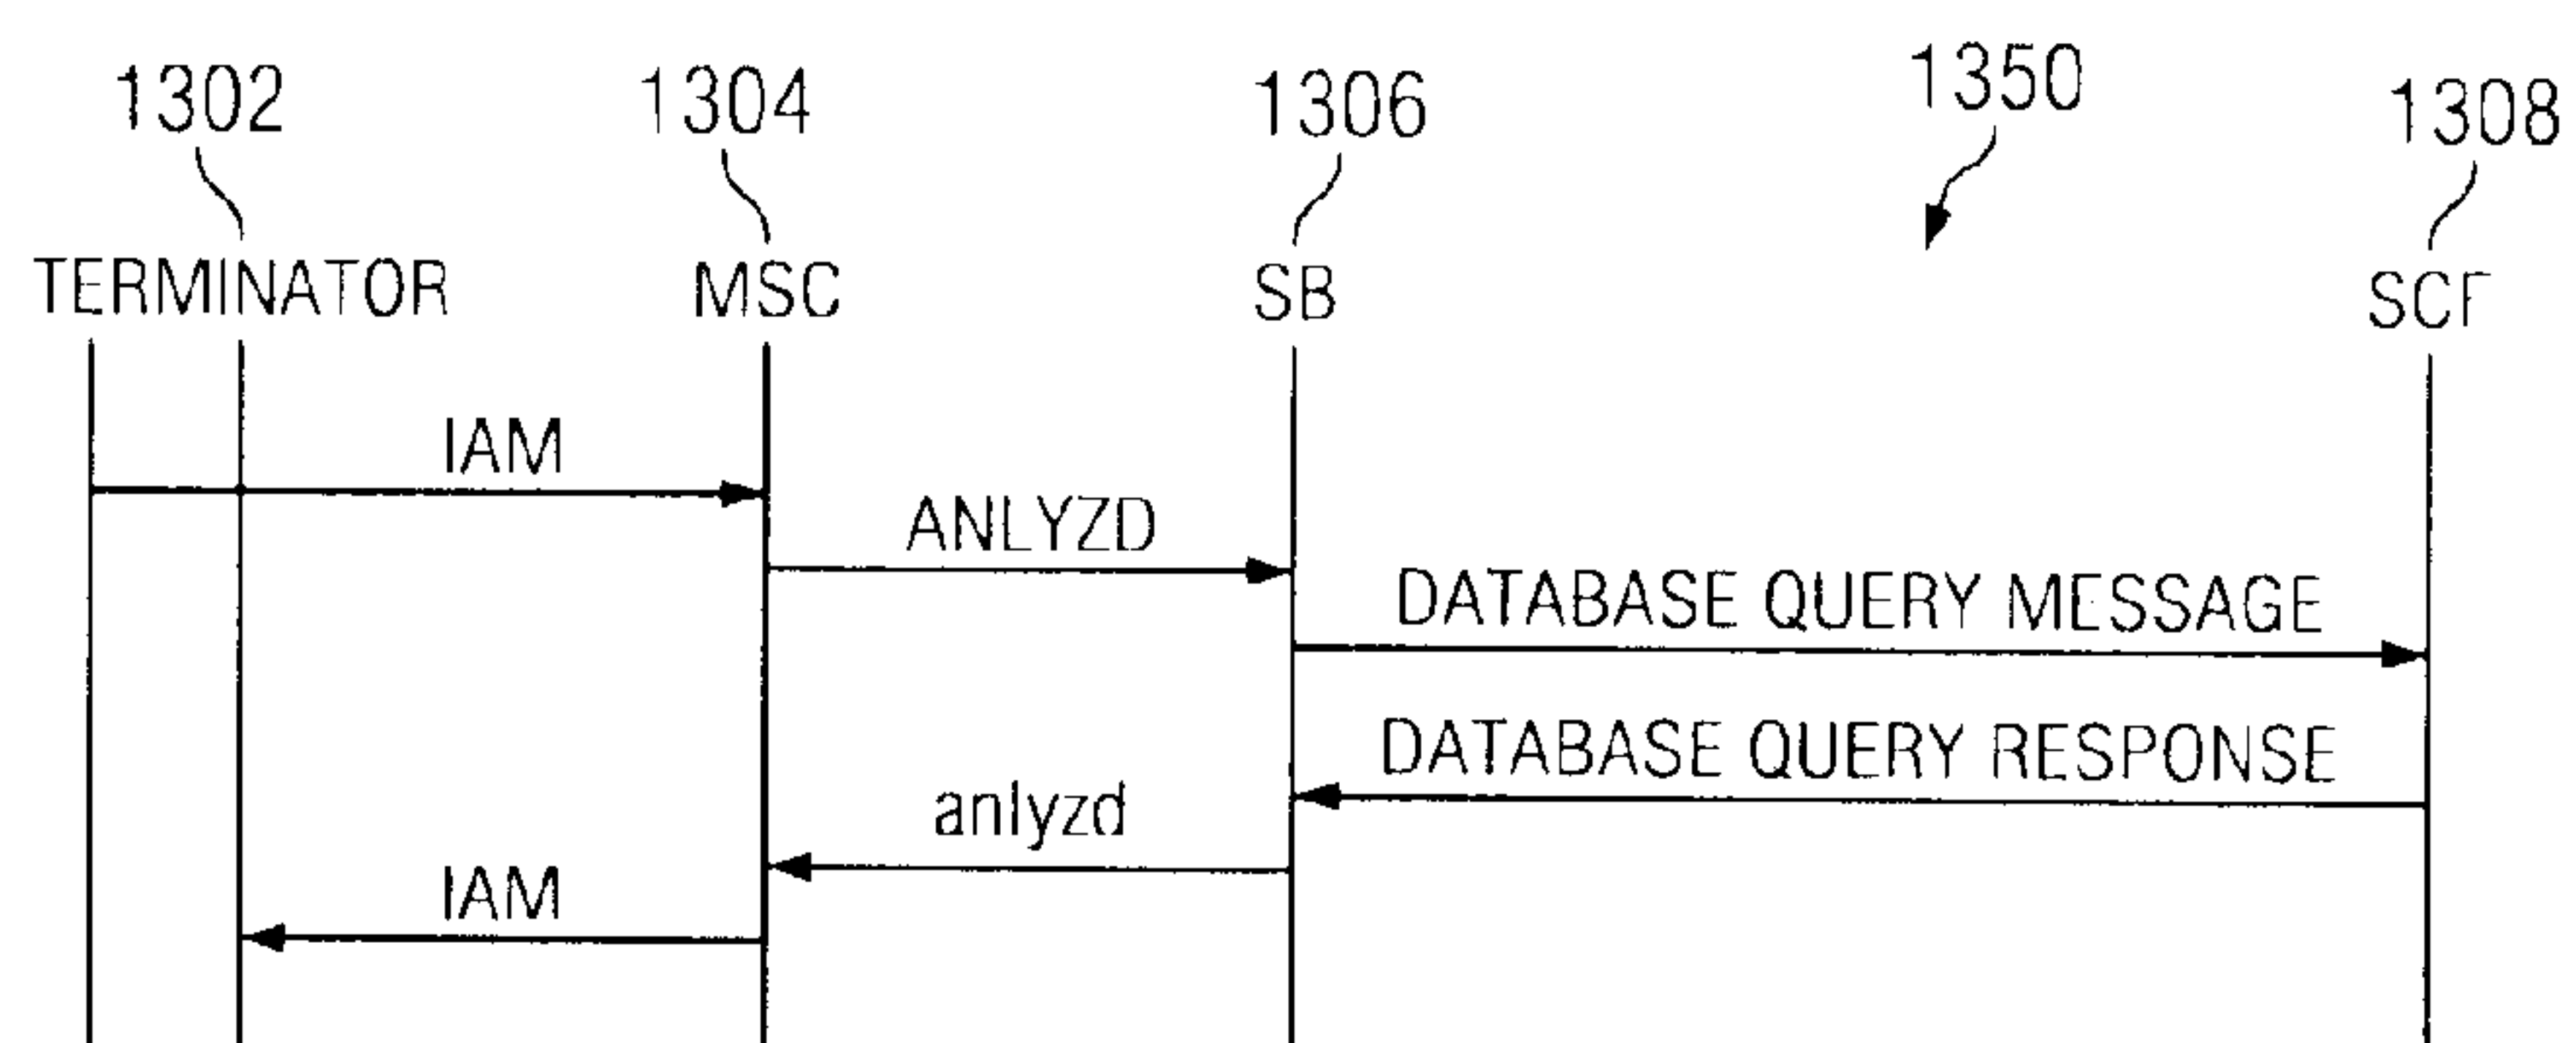 1302 1304 1306 1350 1308
TERMINATOR MSC SB SCF
IAM
ANLYZD
DATABASE QUERY MESSAGE
DATABASE QUERY RESPONSE
anlyzd
IAM